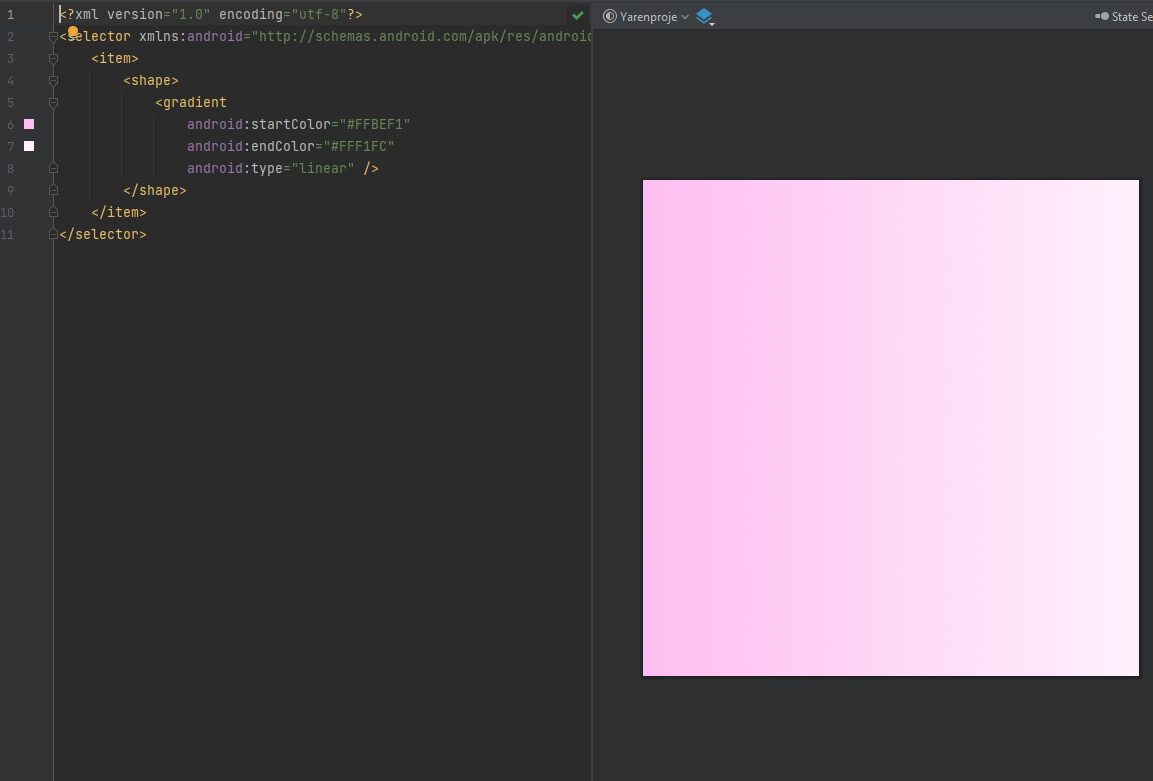 Yarenproje
State Se
1 <?xml version="1.0" encoding="utf-8"?>
2 <selector xmlns:android="http://schemas.android.com/apk/res/android
3 <item>
4 <shape>
5 <gradient
6 android:startColor="#FFBEF1"
7 android:endColor="#FFF1FC"
8 android:type="linear" />
9 </shape>
10 </item>
11 </selector>